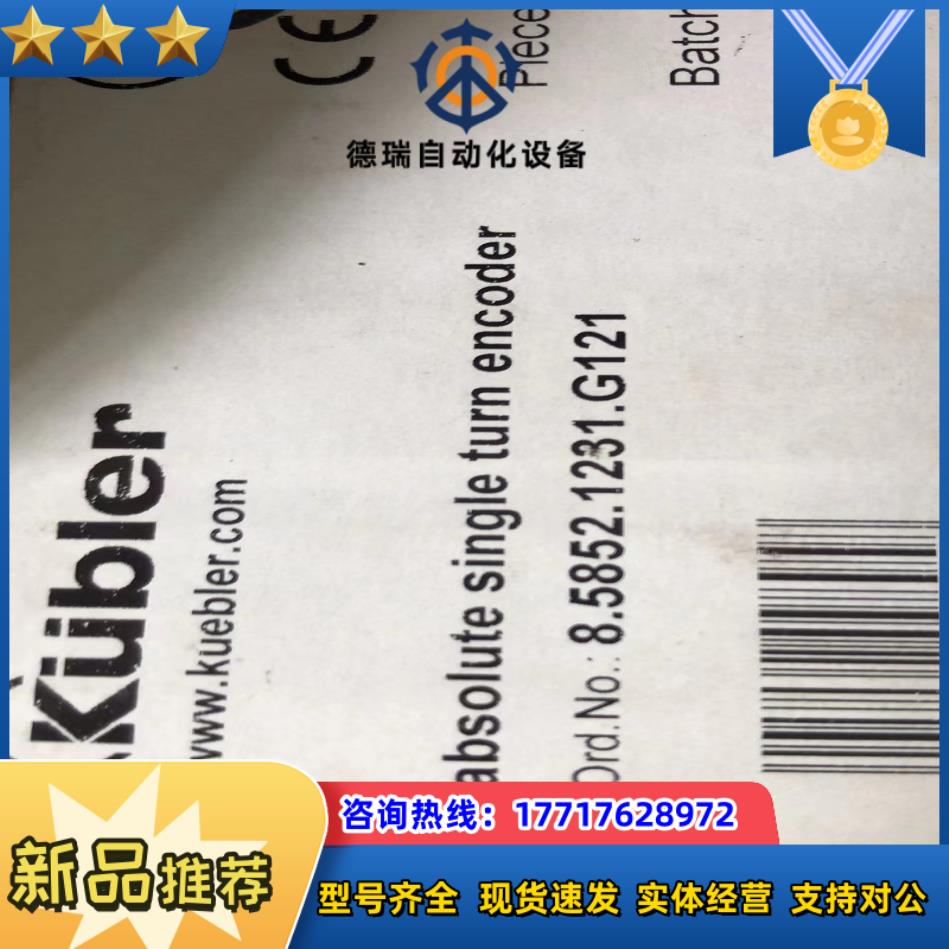 CE
Piece
Batch
德瑞自动化设备
Kübler
www.kuebler.com
absolute single turn encoder
Ord.No.: 8.5852.1231.G121
咨询热线：17717628972
新品推荐
型号齐全 现货速发 实体经营 支持对公